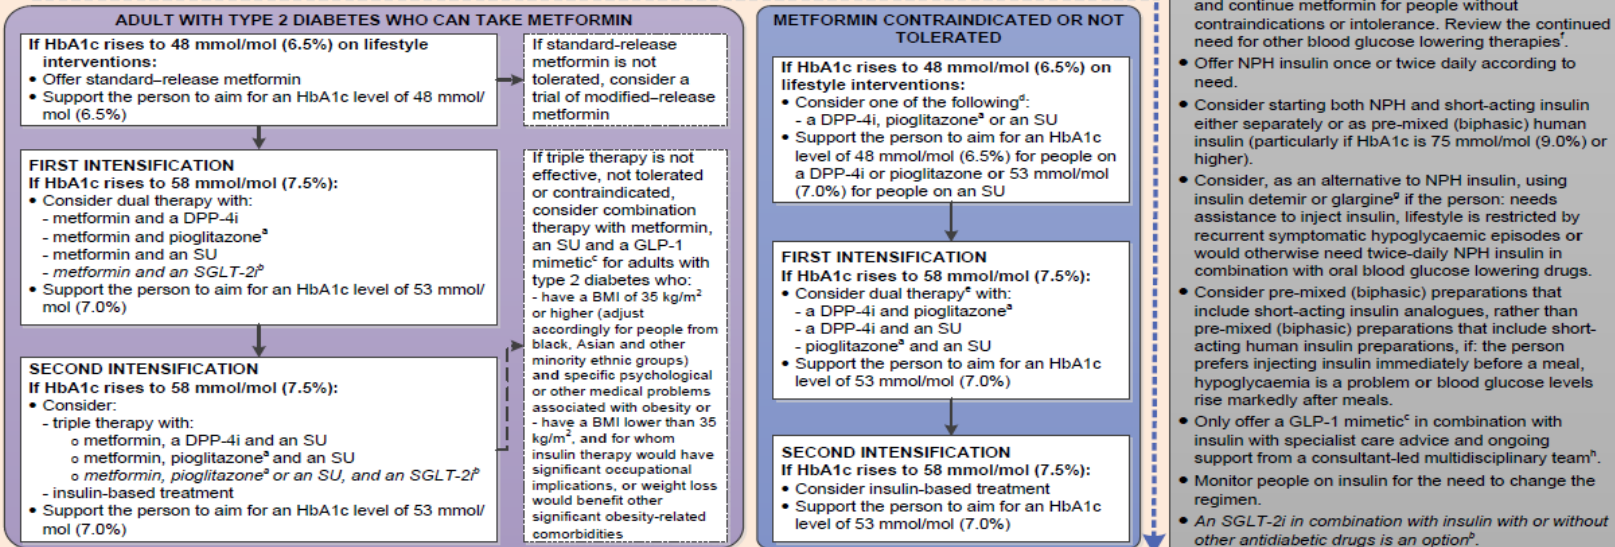 ADULT WITH TYPE 2 DIABETES WHO CAN TAKE METFORMIN
If HbA1c rises to 48 mmol/mol (6.5%) on lifestyle
interventions:
• Offer standard–release metformin
• Support the person to aim for an HbA1c level of 48 mmol/
mol (6.5%)
If standard-release
metformin is not
tolerated, consider a
trial of modified–release
metformin
FIRST INTENSIFICATION
If HbA1c rises to 58 mmol/mol (7.5%):
• Consider dual therapy with:
- metformin and a DPP-4i
- metformin and pioglitazoneᵃ
- metformin and an SU
- metformin and an SGLT-2iᵇ
• Support the person to aim for an HbA1c level of 53 mmol/
mol (7.0%)
SECOND INTENSIFICATION
If HbA1c rises to 58 mmol/mol (7.5%):
• Consider:
- triple therapy with:
o metformin, a DPP-4i and an SU
o metformin, pioglitazoneᵃ and an SU
o metformin, pioglitazoneᵃ or an SU, and an SGLT-2iᵇ
- insulin-based treatment
• Support the person to aim for an HbA1c level of 53 mmol/
mol (7.0%)
If triple therapy is not
effective, not tolerated
or contraindicated,
consider combination
therapy with metformin,
an SU and a GLP-1
mimeticᶜ for adults with
type 2 diabetes who:
- have a BMI of 35 kg/m²
or higher (adjust
accordingly for people from
black, Asian and other
minority ethnic groups)
and specific psychological
or other medical problems
associated with obesity or
- have a BMI lower than 35
kg/m², and for whom
insulin therapy would have
significant occupational
implications, or weight loss
would benefit other
significant obesity-related
comorbidities
METFORMIN CONTRAINDICATED OR NOT
TOLERATED
If HbA1c rises to 48 mmol/mol (6.5%) on
lifestyle interventions:
• Consider one of the followingᵈ:
- a DPP-4i, pioglitazoneᵃ or an SU
• Support the person to aim for an HbA1c
level of 48 mmol/mol (6.5%) for people on
a DPP-4i or pioglitazone or 53 mmol/mol
(7.0%) for people on an SU
FIRST INTENSIFICATION
If HbA1c rises to 58 mmol/mol (7.5%):
• Consider dual therapyᵉ with:
- a DPP-4i and pioglitazoneᵃ
- a DPP-4i and an SU
- pioglitazoneᵃ and an SU
• Support the person to aim for an HbA1c
level of 53 mmol/mol (7.0%)
SECOND INTENSIFICATION
If HbA1c rises to 58 mmol/mol (7.5%):
• Consider insulin-based treatment
• Support the person to aim for an HbA1c
level of 53 mmol/mol (7.0%)
and continue metformin for people without
contraindications or intolerance. Review the continued
need for other blood glucose lowering therapiesᶠ.
• Offer NPH insulin once or twice daily according to
need.
• Consider starting both NPH and short-acting insulin
either separately or as pre-mixed (biphasic) human
insulin (particularly if HbA1c is 75 mmol/mol (9.0%) or
higher).
• Consider, as an alternative to NPH insulin, using
insulin detemir or glargineᵍ if the person: needs
assistance to inject insulin, lifestyle is restricted by
recurrent symptomatic hypoglycaemic episodes or
would otherwise need twice-daily NPH insulin in
combination with oral blood glucose lowering drugs.
• Consider pre-mixed (biphasic) preparations that
include short-acting insulin analogues, rather than
pre-mixed (biphasic) preparations that include short-
acting human insulin preparations, if: the person
prefers injecting insulin immediately before a meal,
hypoglycaemia is a problem or blood glucose levels
rise markedly after meals.
• Only offer a GLP-1 mimeticᶜ in combination with
insulin with specialist care advice and ongoing
support from a consultant-led multidisciplinary teamʰ.
• Monitor people on insulin for the need to change the
regimen.
• An SGLT-2i in combination with insulin with or without
other antidiabetic drugs is an optionᵇ.